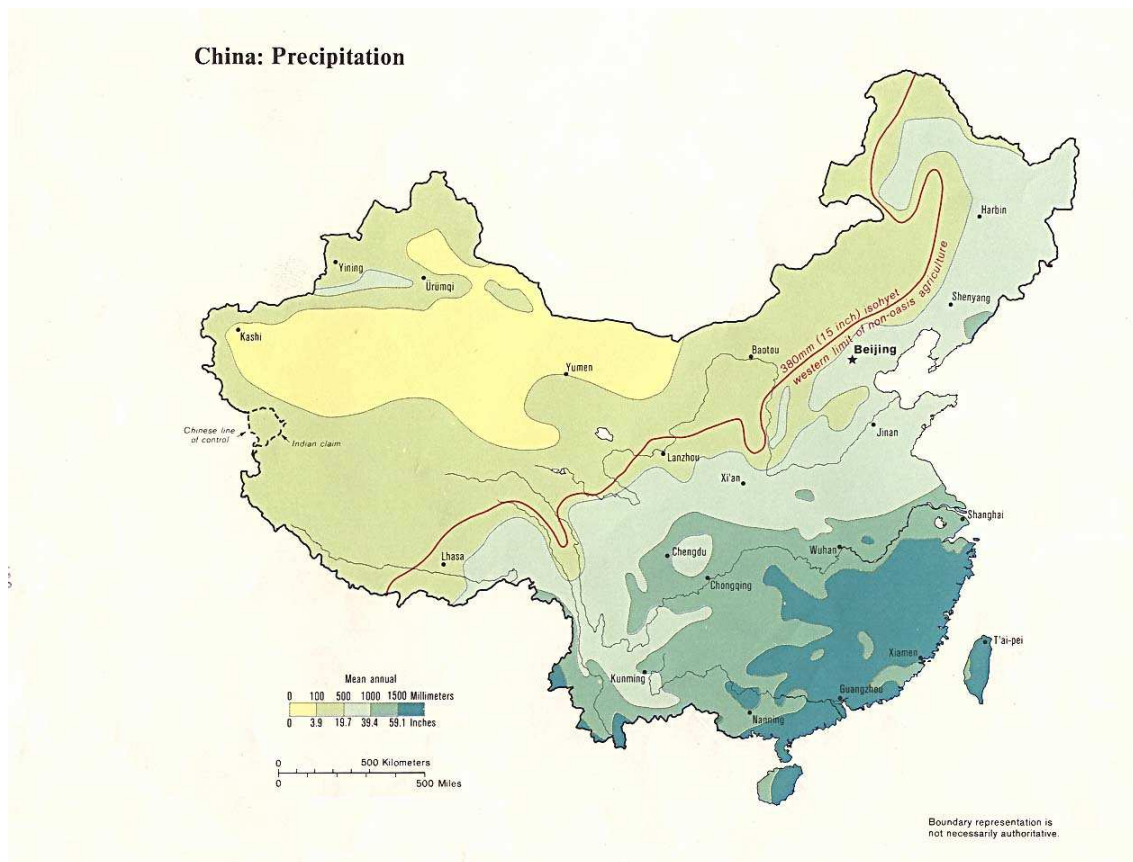 China: Precipitation
Harbin
Yining
Ürümqi
Shenyang
380mm (15 inch) isohyet
western limit of non-oasis agriculture
Kashi
Baotou
Beijing
Yumen
Chinese line
of control
Indian claim
Jinan
Lanzhou
Xi'an
Shanghai
Lhasa
Chengdu
Wuhan
Chongqing
T'ai-pei
Xiamen
Kunming
Guangzhou
Nanning
Mean annual
0 100 500 1000 1500 Millimeters
0 3.9 19.7 39.4 59.1 Inches
0 500 Kilometers
0 500 Miles
Boundary representation is
not necessarily authoritative.